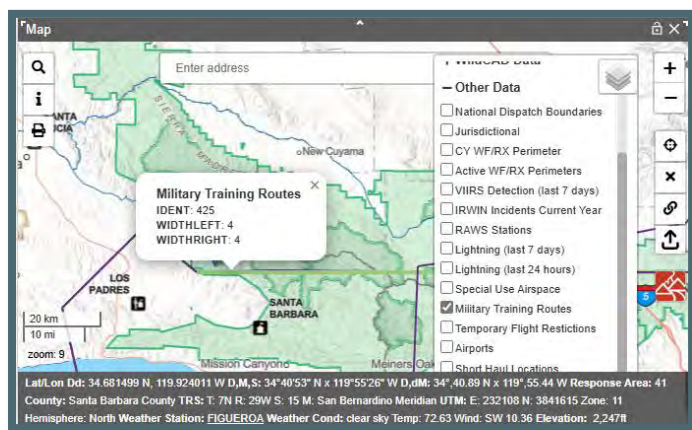 Map
Enter address
WildCAD Data
Other Data
National Dispatch Boundaries
Jurisdictional
CY WF/RX Perimeter
Active WF/RX Perimeters
VIIRS Detection (last 7 days)
IRWIN Incidents Current Year
RAWS Stations
Lightning (last 7 days)
Lightning (last 24 hours)
Special Use Airspace
Military Training Routes
Temporary Flight Restictions
Airports
Short Haul Locations
SIERRA
New Cuyama
Military Training Routes
IDENT: 425
WIDTHLEFT: 4
WIDTHRIGHT: 4
LOS
PADRES
SANTA
BARBARA
5
20 km
10 mi
zoom: 9
Mission Canyon
Meiners Oak
Lat/Lon Dd: 34.681499 N, 119.924011 W D,M,S: 34°40'53" N x 119°55'26" W D,dM: 34°,40.89 N x 119°,55.44 W Response Area: 41
County: Santa Barbara County TRS: T: 7N R: 29W S: 15 M: San Bernardino Meridian UTM: E: 232108 N: 3841615 Zone: 11
Hemisphere: North Weather Station: FIGUEROA Weather Cond: clear sky Temp: 72.63 Wind: SW 10.36 Elevation: 2,247ft